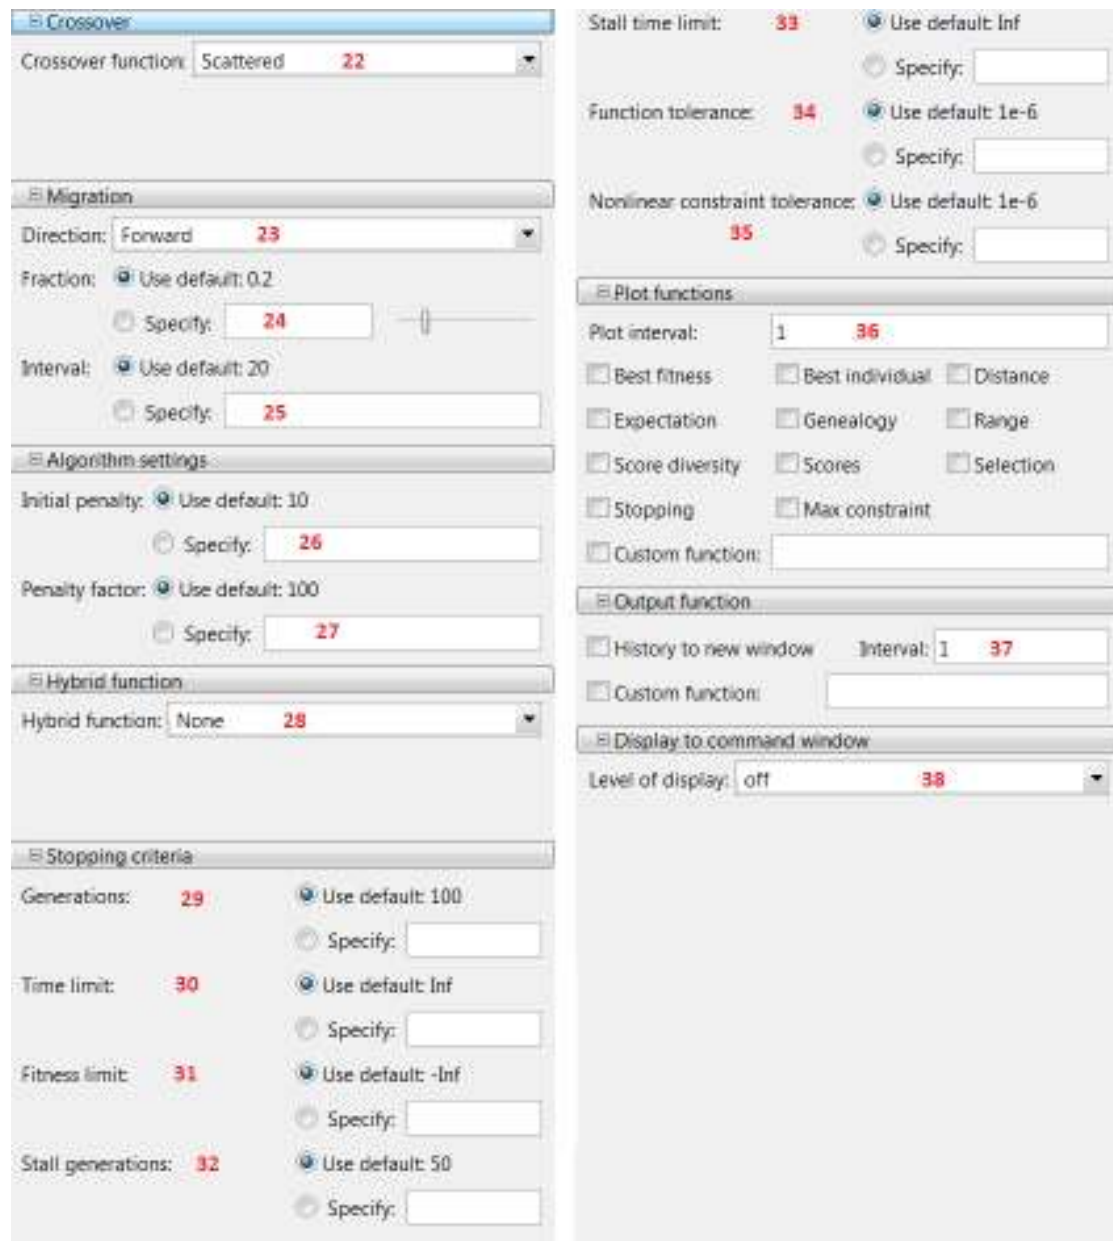 Crossover
Crossover function: Scattered 22
Migration
Direction: Forward 23
Fraction: Use default: 0.2
Specify: 24
Interval: Use default: 20
Specify: 25
Algorithm settings
Initial penalty: Use default: 10
Specify: 26
Penalty factor: Use default: 100
Specify: 27
Hybrid function
Hybrid function: None 28
Stopping criteria
Generations: 29 Use default: 100
Specify:
Time limit: 30 Use default: Inf
Specify:
Fitness limit: 31 Use default: -Inf
Specify:
Stall generations: 32 Use default: 50
Specify:
Stall time limit: 33 Use default: Inf
Specify:
Function tolerance: 34 Use default: 1e-6
Specify:
Nonlinear constraint tolerance: Use default: 1e-6
35 Specify:
Plot functions
Plot interval: 1 36
Best fitness Best individual Distance
Expectation Genealogy Range
Score diversity Scores Selection
Stopping Max constraint
Custom function:
Output function
History to new window Interval: 1 37
Custom function:
Display to command window
Level of display: off 38